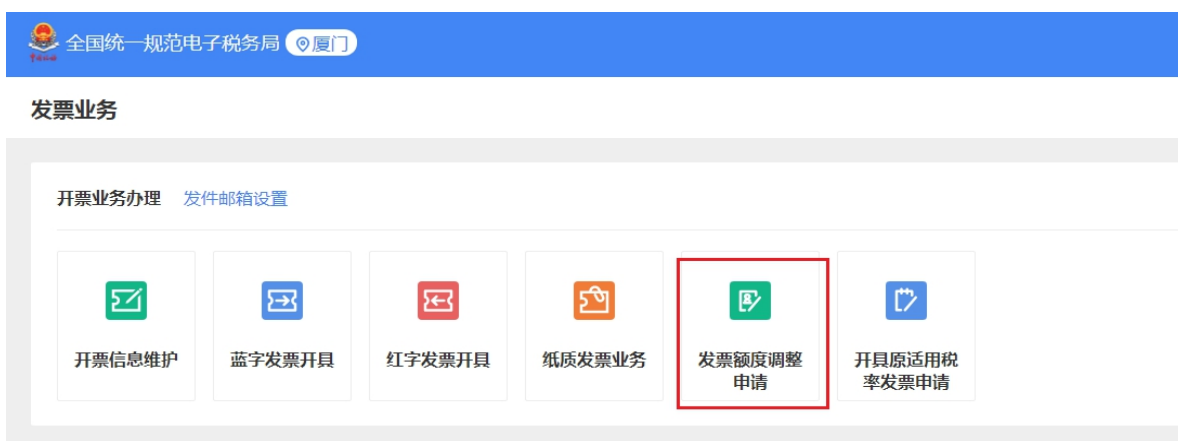 全国统一规范电子税务局 厦门
发票业务
开票业务办理 发件邮箱设置
开票信息维护 蓝字发票开具 红字发票开具 纸质发票业务 发票额度调整 开具原适用税
申请 率发票申请